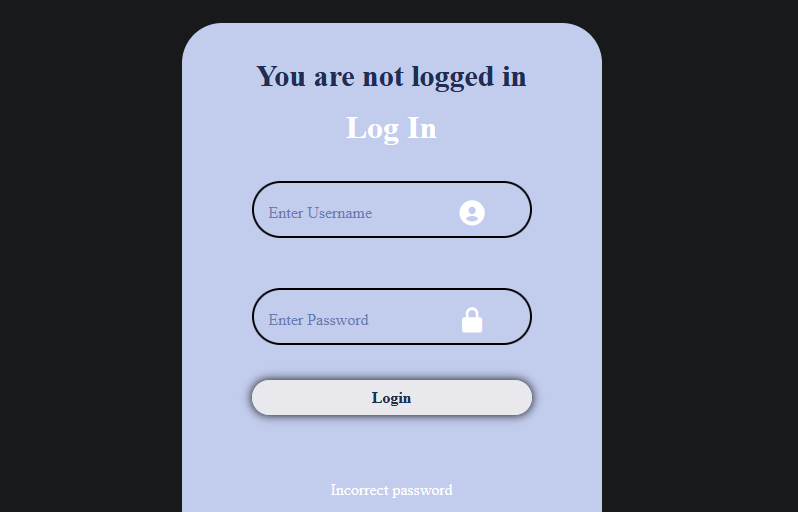 You are not logged in
Log In
Enter Username
Enter Password
Login
Incorrect password